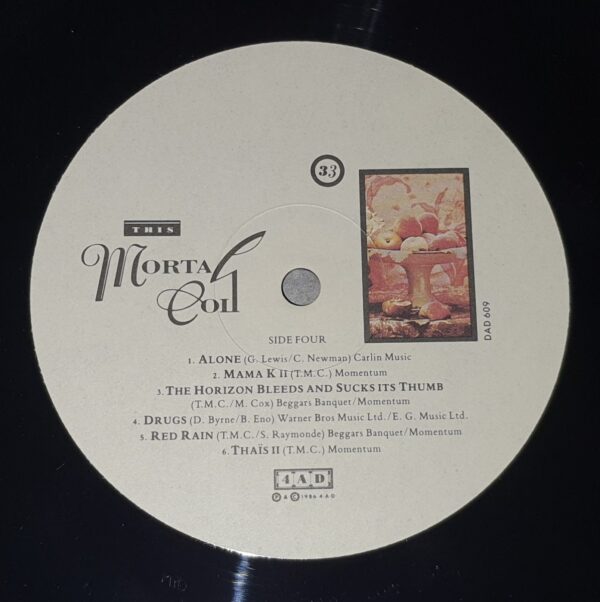 33
THIS
MORTAL
COIL
DAD 609
SIDE FOUR
1. ALONE (G. Lewis/C. Newman) Carlin Music
2. MAMA K II (T.M.C.) Momentum
3. THE HORIZON BLEEDS AND SUCKS ITS THUMB
(T.M.C./M. Cox) Beggars Banquet/Momentum
4. DRUGS (D. Byrne/B. Eno) Warner Bros Music Ltd./E. G. Music Ltd.
5. RED RAIN (T.M.C./S. Raymonde) Beggars Banquet/Momentum
6. THAÏS II (T.M.C.) Momentum
4AD
℗ & © 1986 4AD